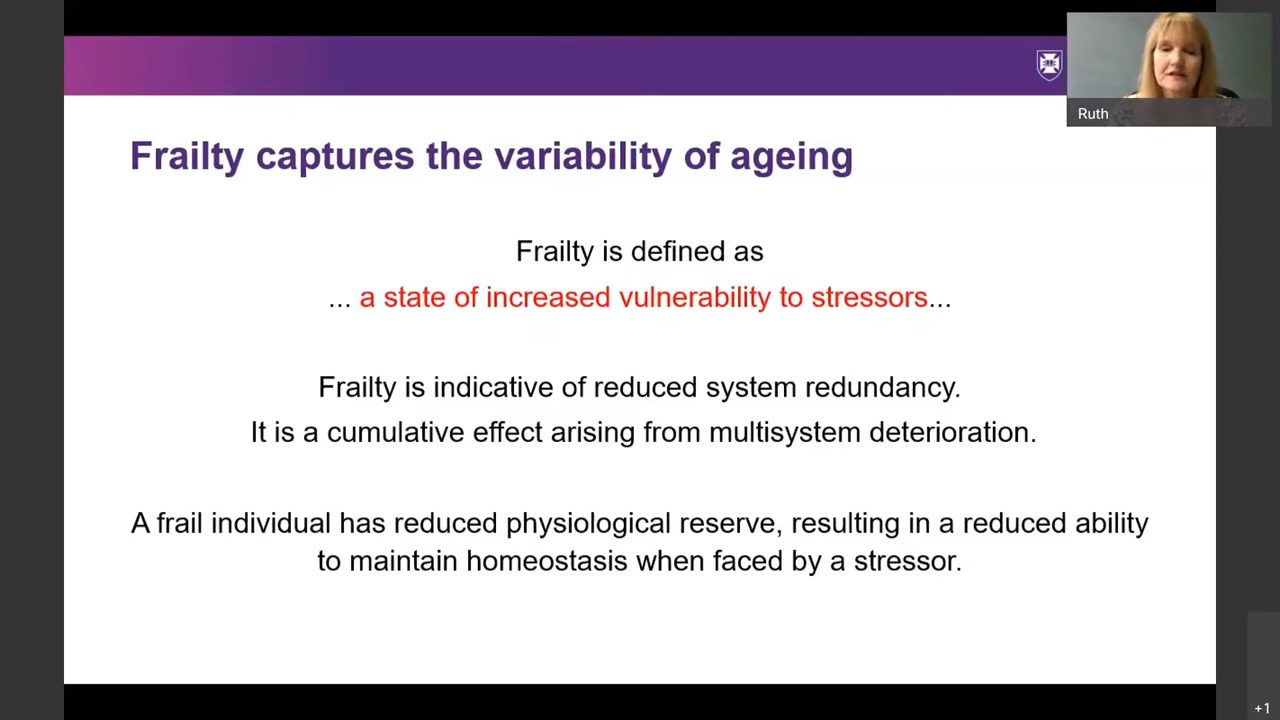 Ruth
Frailty captures the variability of ageing
Frailty is defined as
... a state of increased vulnerability to stressors...
Frailty is indicative of reduced system redundancy.
It is a cumulative effect arising from multisystem deterioration.
A frail individual has reduced physiological reserve, resulting in a reduced ability
to maintain homeostasis when faced by a stressor.
+1